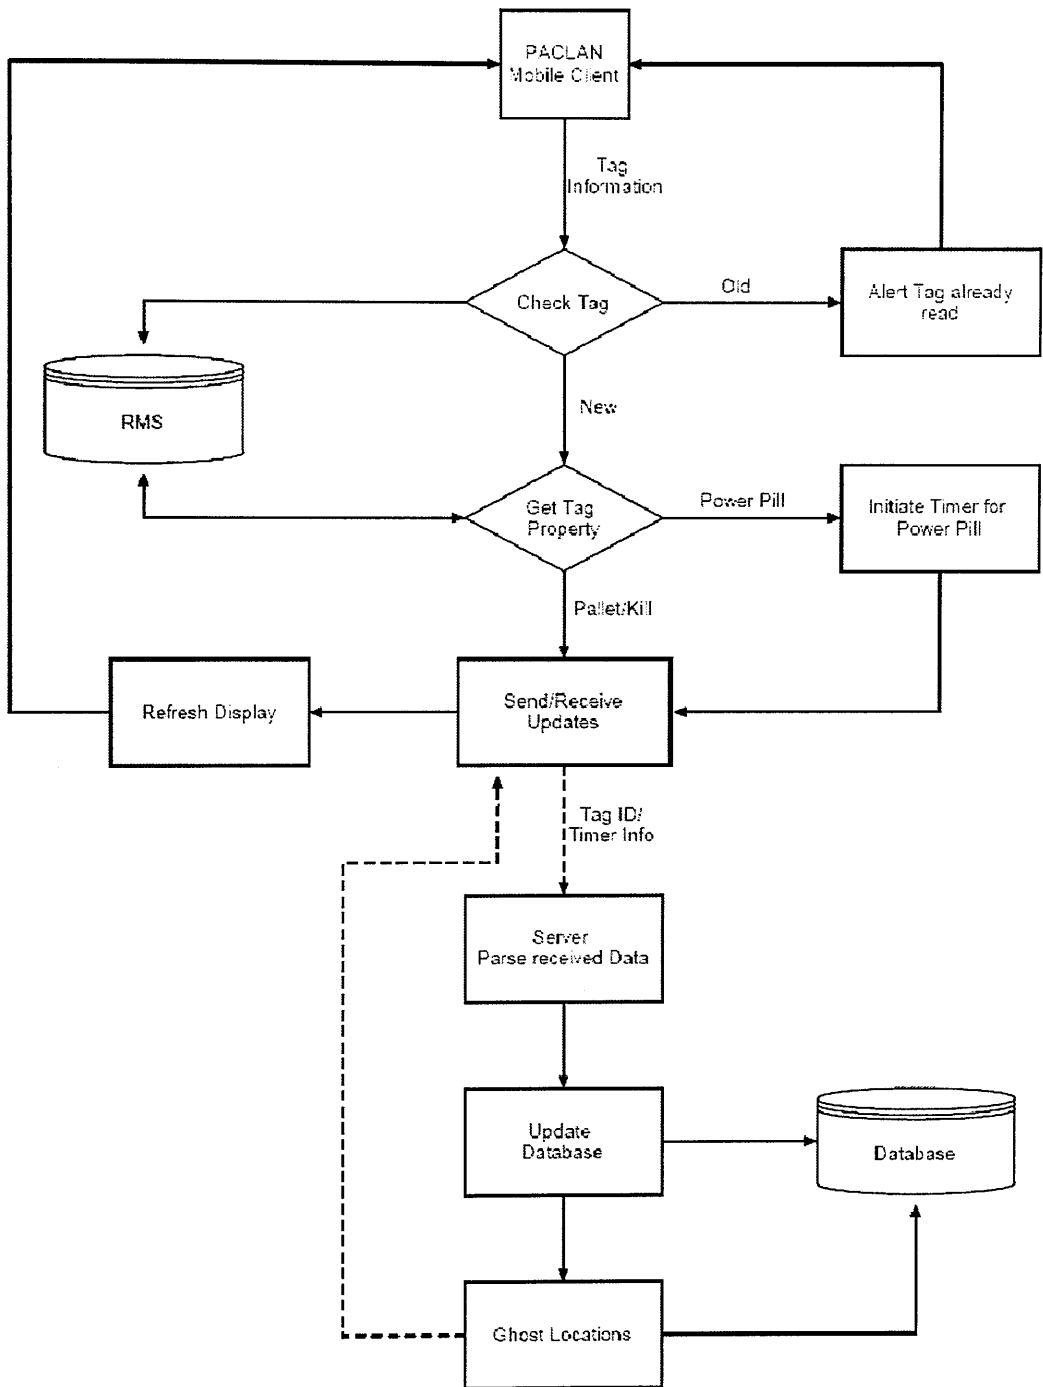 PACLAN
Mobile Client
Tag
Information
Check Tag
Old
Alert Tag already
read
RMS
New
Get Tag
Property
Power Pill
Initiate Timer for
Power Pill
Pallet/Kill
Refresh Display
Send/Receive
Updates
Tag ID/
Timer Info
Server
Parse received Data
Update
Database
Database
Ghost Locations